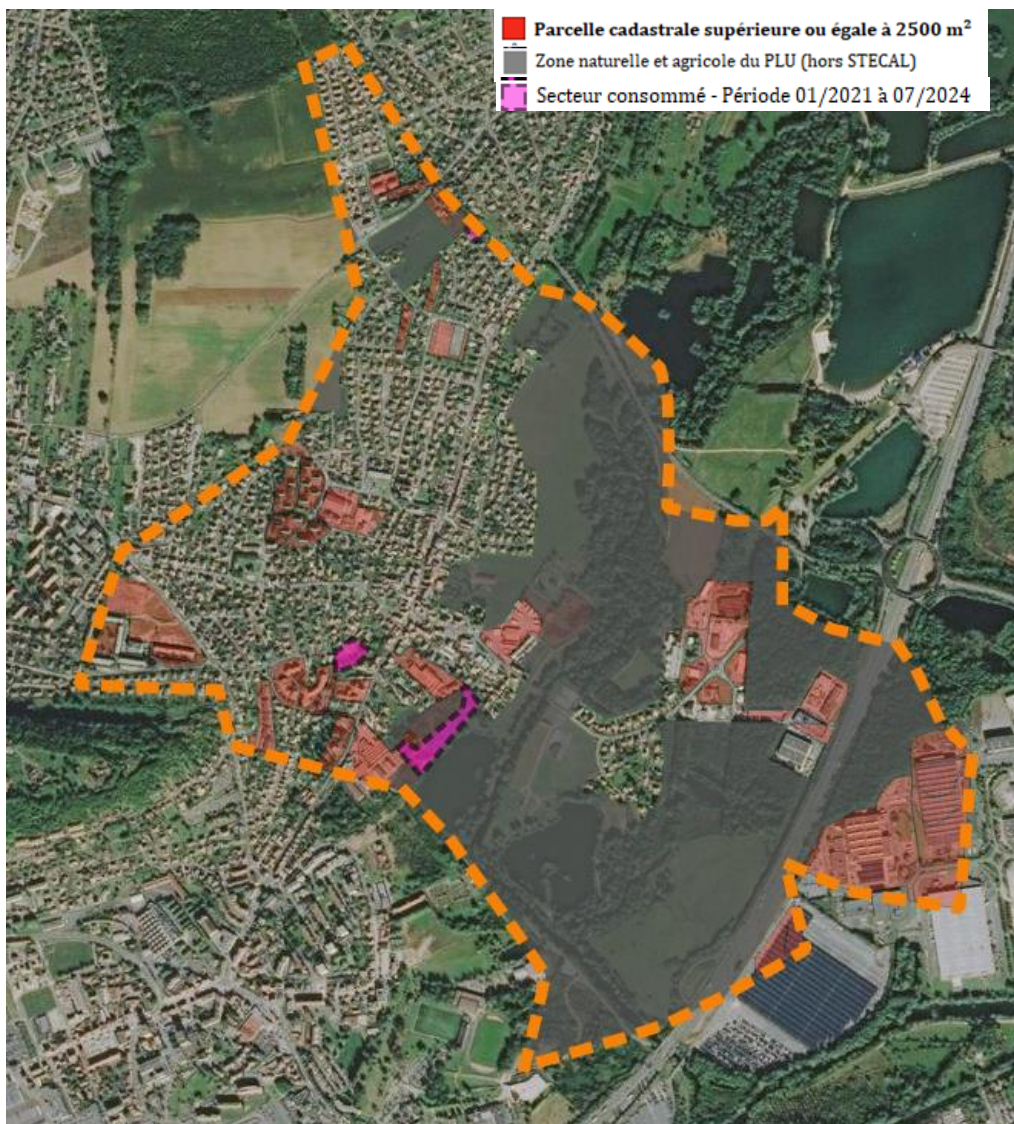 Parcelle cadastrale supérieure ou égale à 2500 m²
Zone naturelle et agricole du PLU (hors STECAL)
Secteur consommé - Période 01/2021 à 07/2024